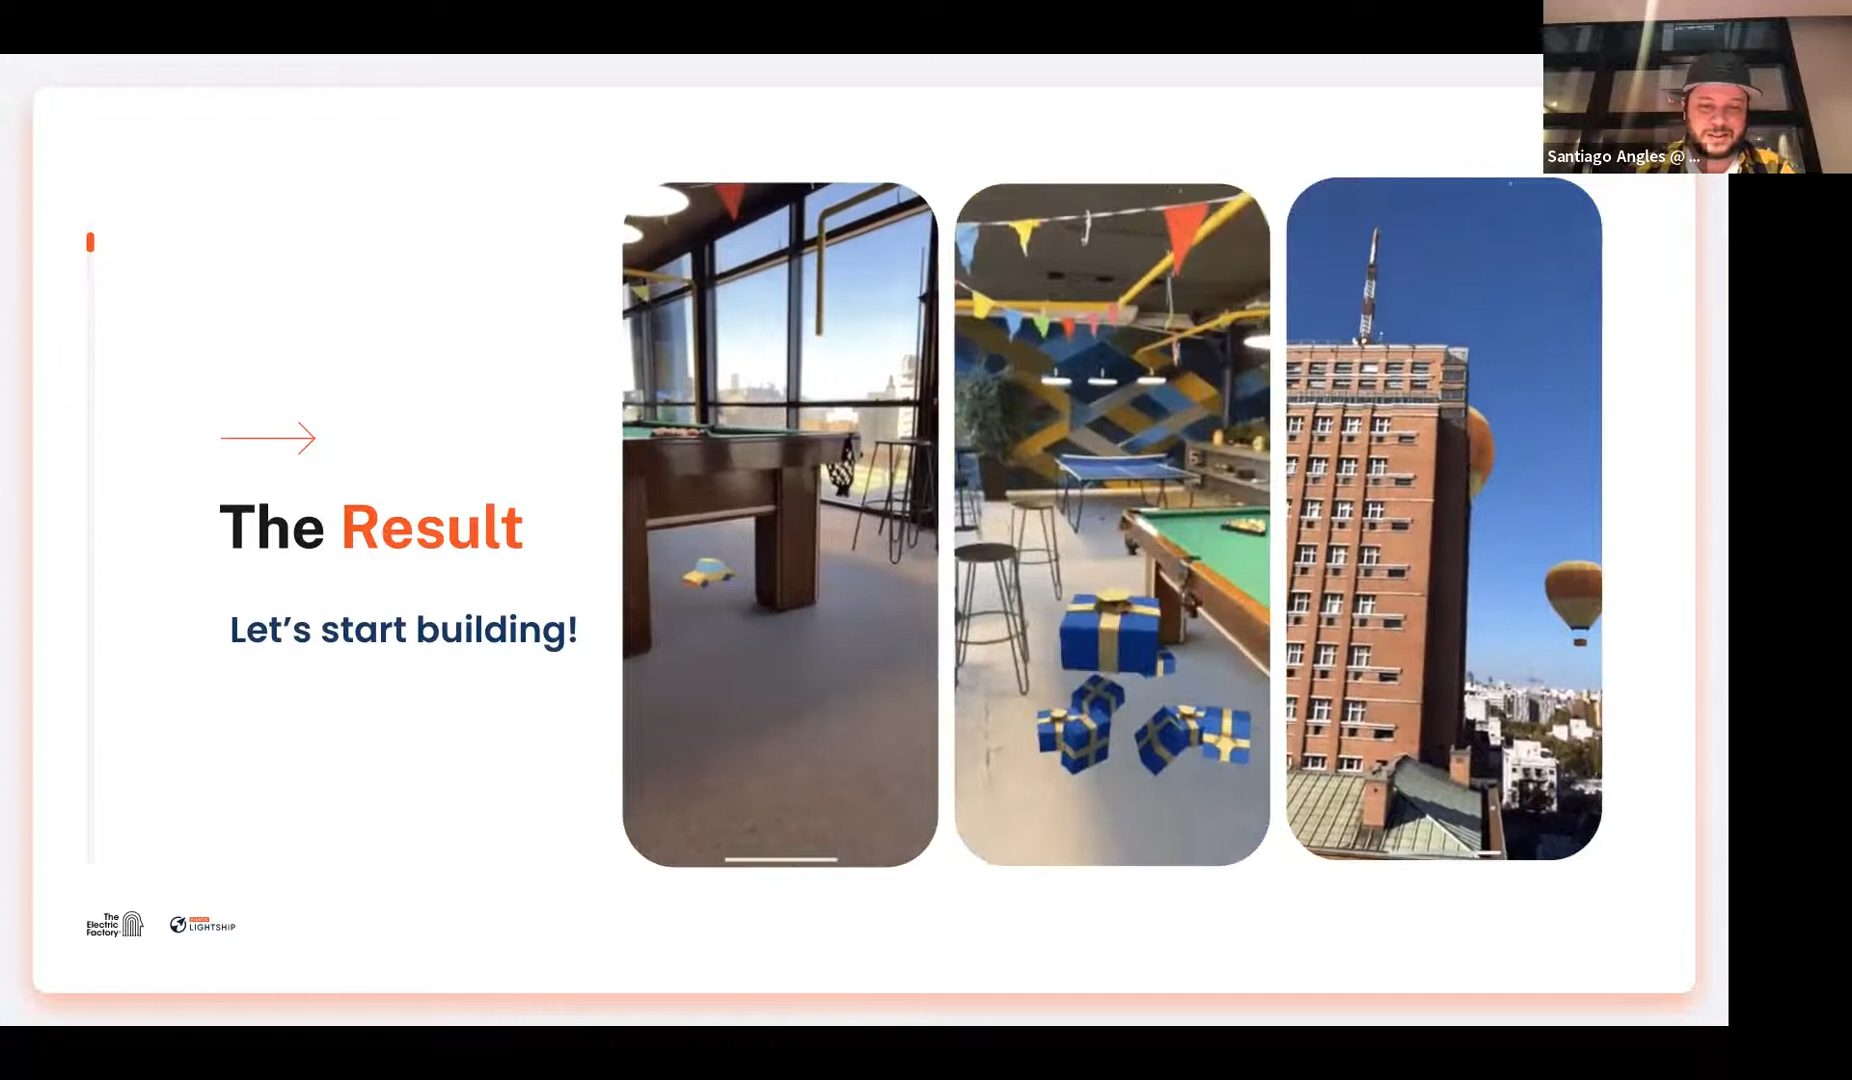 Santiago Angles @ ...
The Result
Let's start building!
The
Electric
Factory
NIANTIC
LIGHTSHIP